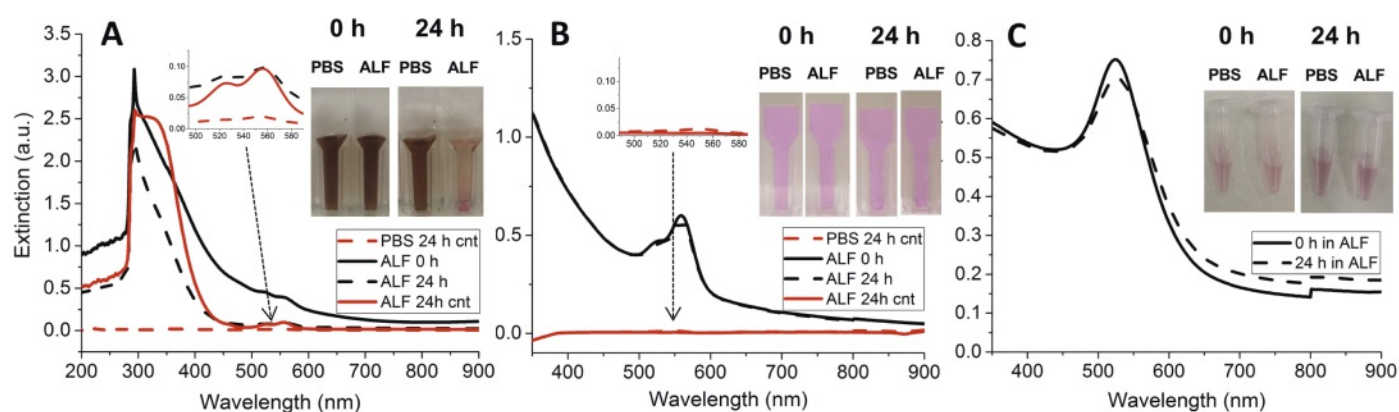 A
0 h 24 h
PBS ALF PBS ALF
0.10
0.05
0.00
500 520 540 560 580
PBS 24 h cnt
ALF 0 h
ALF 24 h
ALF 24h cnt
Extinction (a.u.)
3.5
3.0
2.5
2.0
1.5
1.0
0.5
0.0
200 300 400 500 600 700 800 900
Wavelength (nm)
B
0 h 24 h
PBS ALF PBS ALF
0.10
0.05
0.00
500 520 540 560 580
PBS 24 h cnt
ALF 0 h
ALF 24 h
ALF 24h cnt
1.5
1.0
0.5
0.0
400 500 600 700 800 900
Wavelength (nm)
C
0 h 24 h
PBS ALF PBS ALF
0 h in ALF
24 h in ALF
0.8
0.7
0.6
0.5
0.4
0.3
0.2
0.1
0.0
400 500 600 700 800 900
Wavelength (nm)